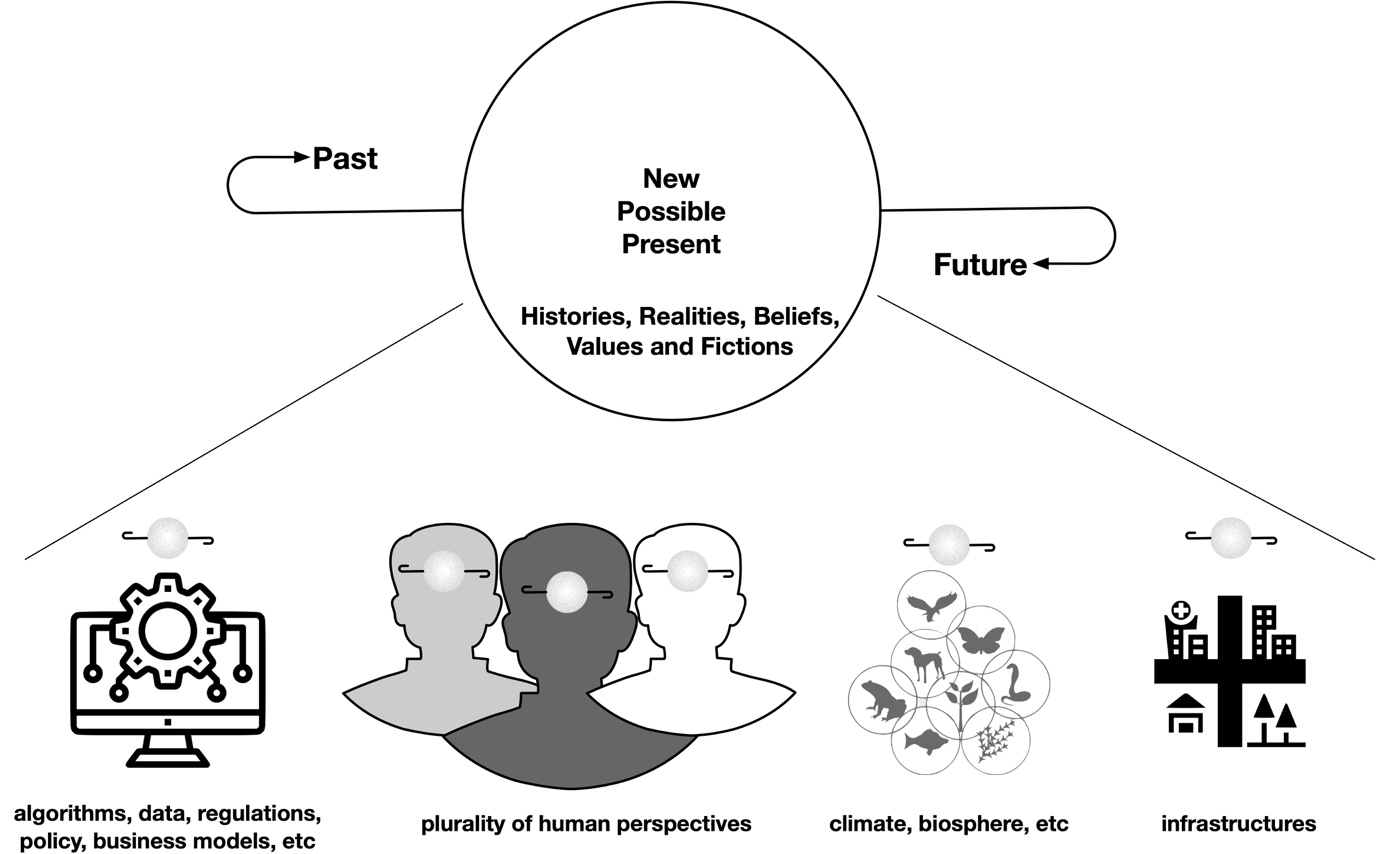 Past
New
Possible
Present
Future
Histories, Realities, Beliefs,
Values and Fictions
algorithms, data, regulations,
policy, business models, etc
plurality of human perspectives
climate, biosphere, etc
infrastructures